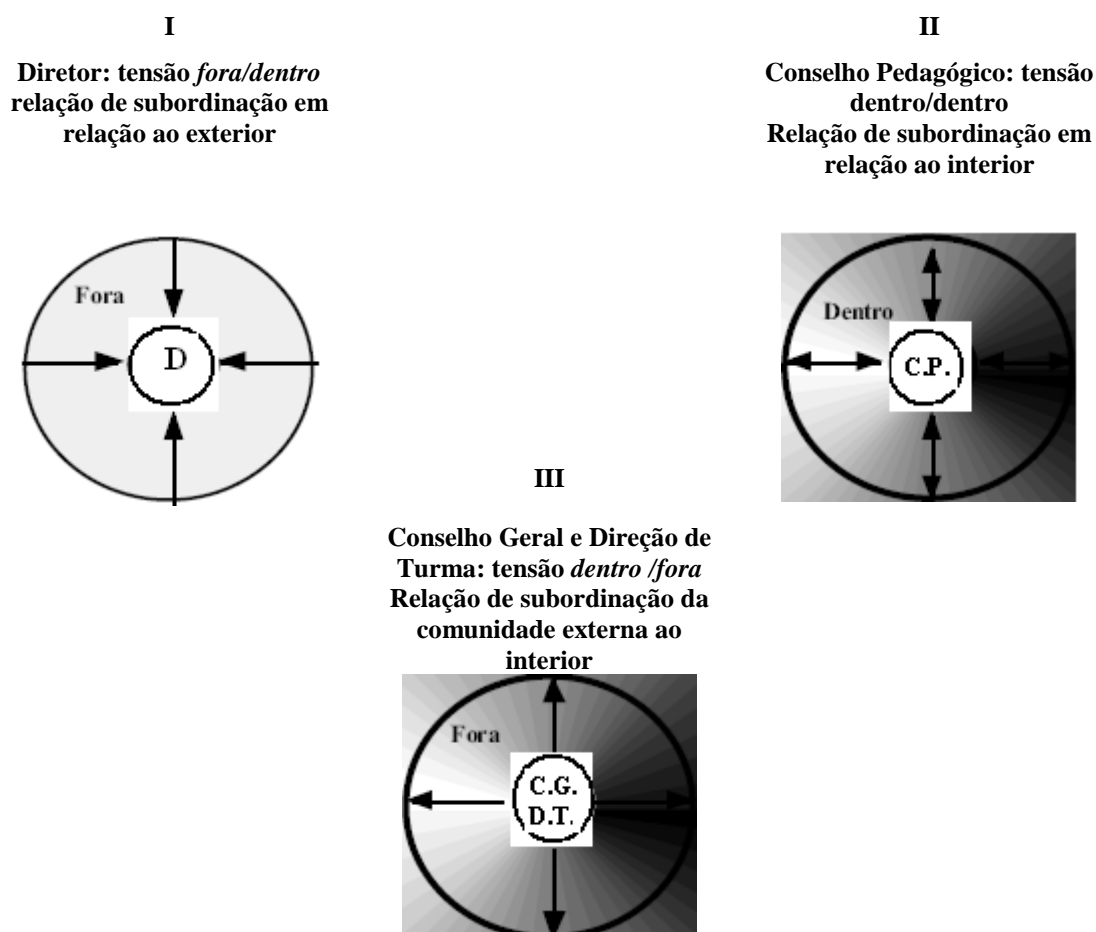 I
Diretor: tensão fora/dentro
relação de subordinação em
relação ao exterior
Fora
D
II
Conselho Pedagógico: tensão
dentro/dentro
Relação de subordinação em
relação ao interior
Dentro
C.P.
III
Conselho Geral e Direção de
Turma: tensão dentro /fora
Relação de subordinação da
comunidade externa ao
interior
Fora
C.G.
D.T.